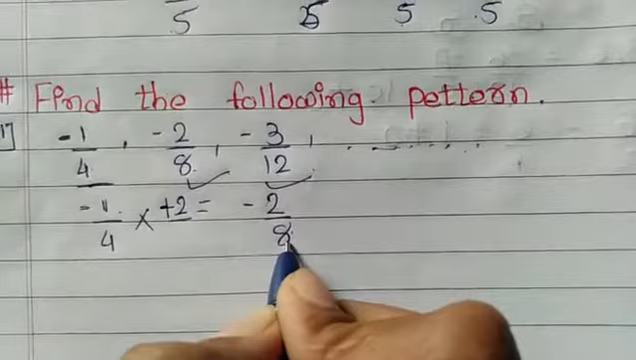 5 5 5 .5
# Find the following pettern.
17 -1/4 , -2/8 , -3/12 , . . . . . .
-1/4 × +2 = -2/8